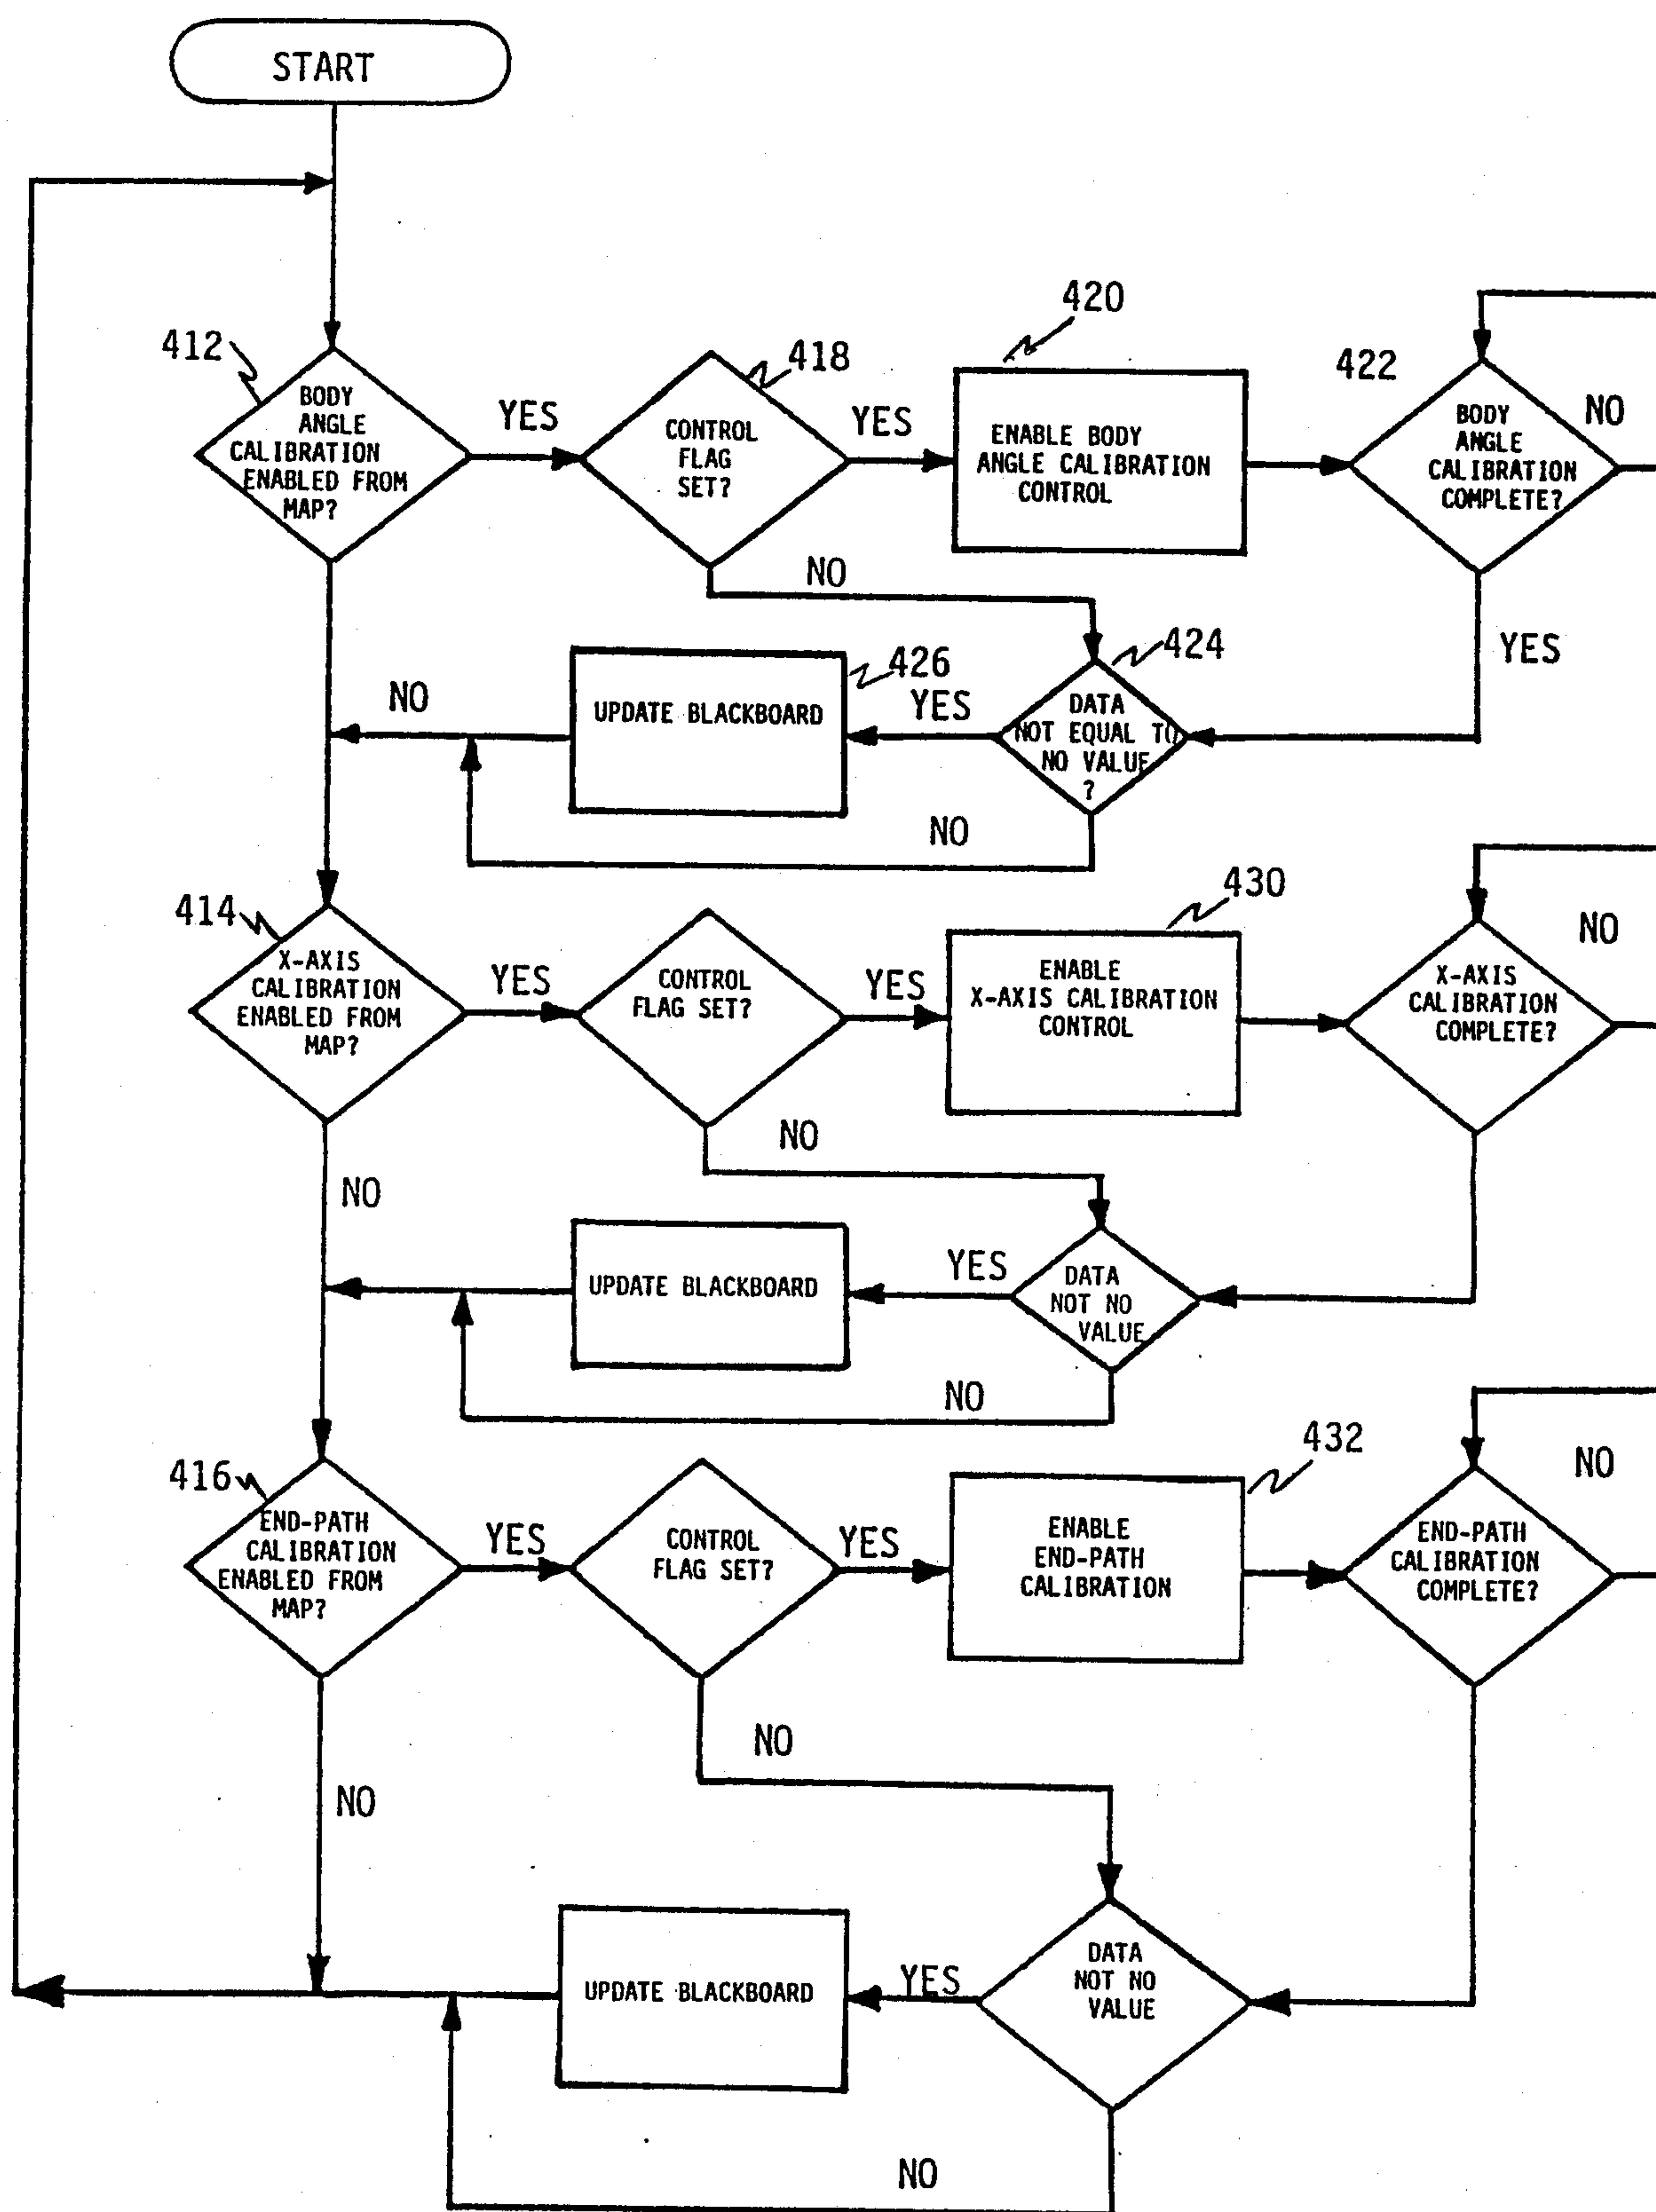 START
412
BODY
ANGLE
CALIBRATION
ENABLED FROM
MAP?
YES
418
CONTROL
FLAG
SET?
YES
420
ENABLE BODY
ANGLE CALIBRATION
CONTROL
422
BODY
ANGLE
CALIBRATION
COMPLETE?
NO
NO
YES
424
DATA
NOT EQUAL TO
NO VALUE
?
YES
426
UPDATE BLACKBOARD
NO
NO
414
X-AXIS
CALIBRATION
ENABLED FROM
MAP?
YES
CONTROL
FLAG SET?
YES
430
ENABLE
X-AXIS CALIBRATION
CONTROL
X-AXIS
CALIBRATION
COMPLETE?
NO
NO
NO
DATA
NOT NO
VALUE
YES
UPDATE BLACKBOARD
NO
416
END-PATH
CALIBRATION
ENABLED FROM
MAP?
YES
CONTROL
FLAG SET?
YES
432
ENABLE
END-PATH
CALIBRATION
END-PATH
CALIBRATION
COMPLETE?
NO
NO
NO
DATA
NOT NO
VALUE
YES
UPDATE BLACKBOARD
NO